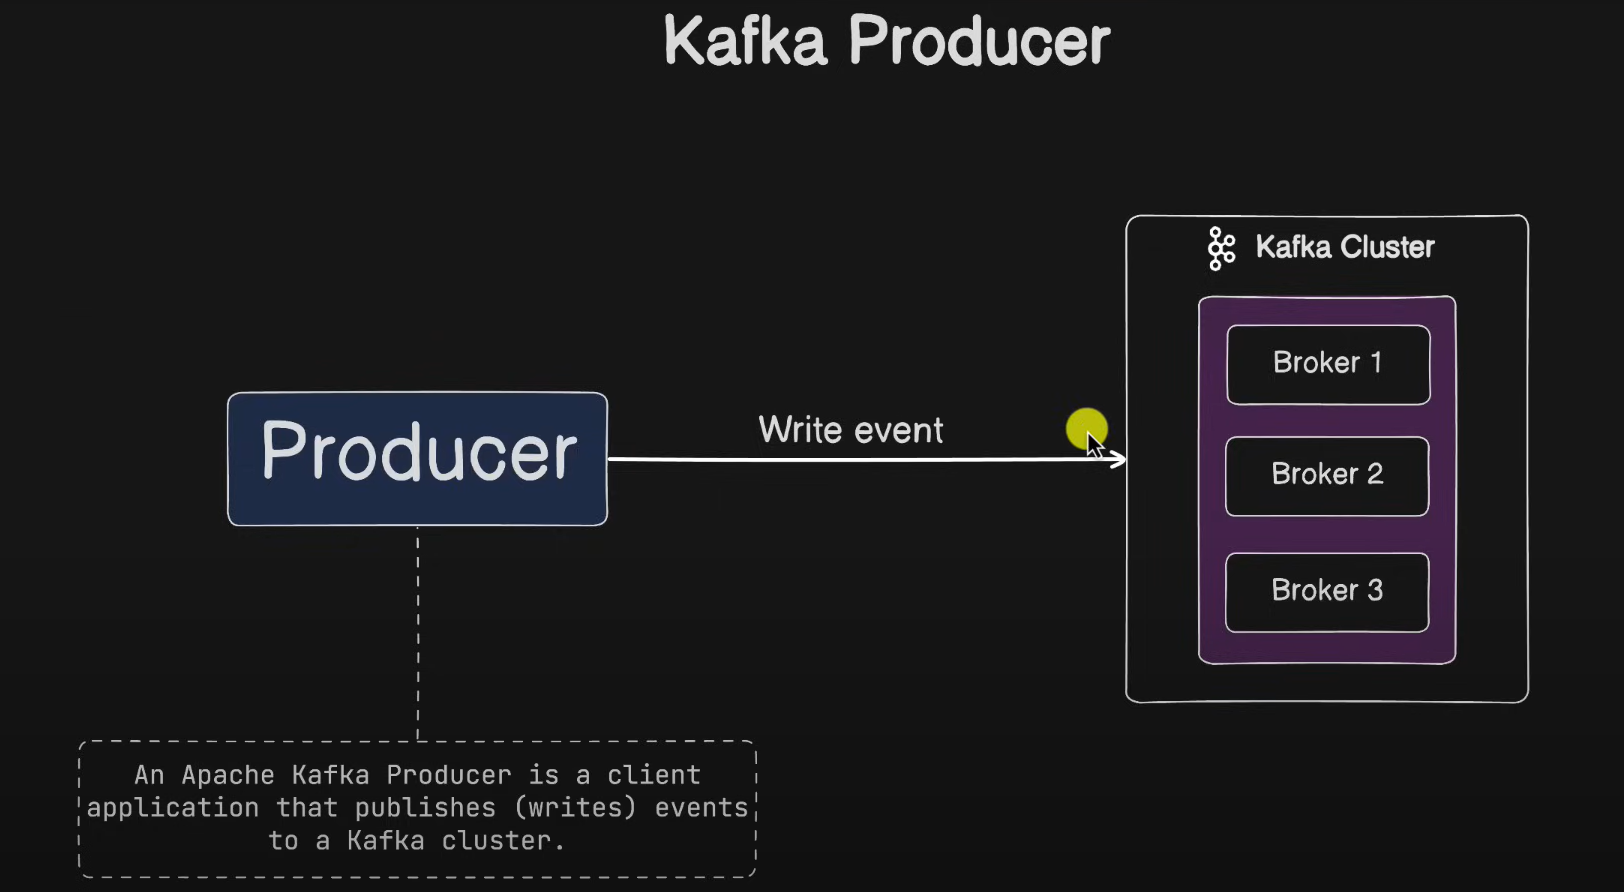 Kafka Producer
Kafka Cluster
Broker 1
Producer
Write event
Broker 2
Broker 3
An Apache Kafka Producer is a client
application that publishes (writes) events
to a Kafka cluster.